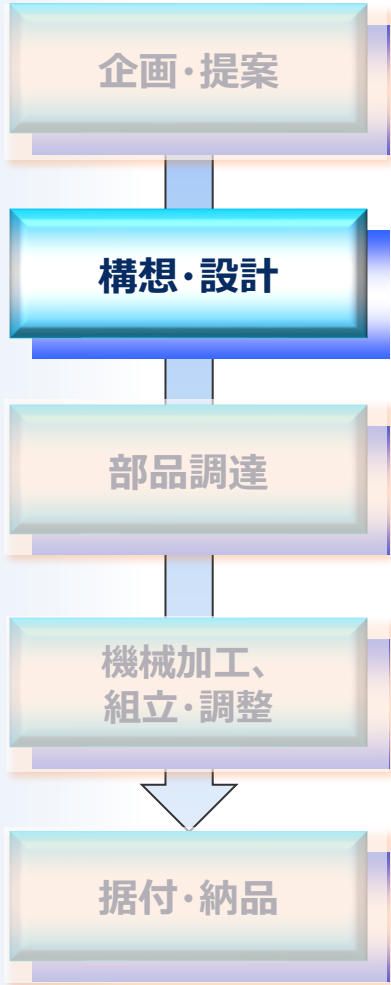 企画・提案
構想・設計
部品調達
機械加工、
組立・調整
据付・納品